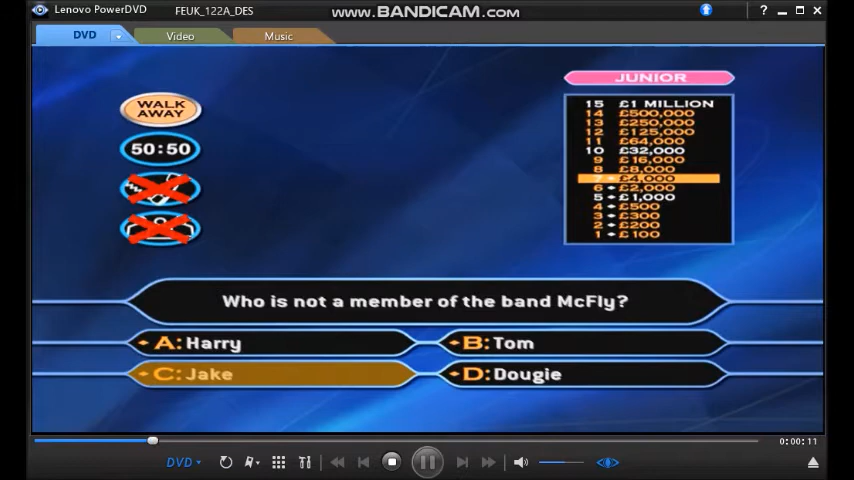 Lenovo PowerDVD
FEUK_122A_DES
www.BANDICAM.com
?
DVD
Video
Music
WALK AWAY
50:50
JUNIOR
15 £1 MILLION
14 £500,000
13 £250,000
12 £125,000
11 £64,000
10 £32,000
9 £16,000
8 £8,000
7 £4,000
6 £2,000
5 £1,000
4 £500
3 £300
2 £200
1 £100
Who is not a member of the band McFly?
A: Harry
B: Tom
C: Jake
D: Dougie
0:00:11
DVD